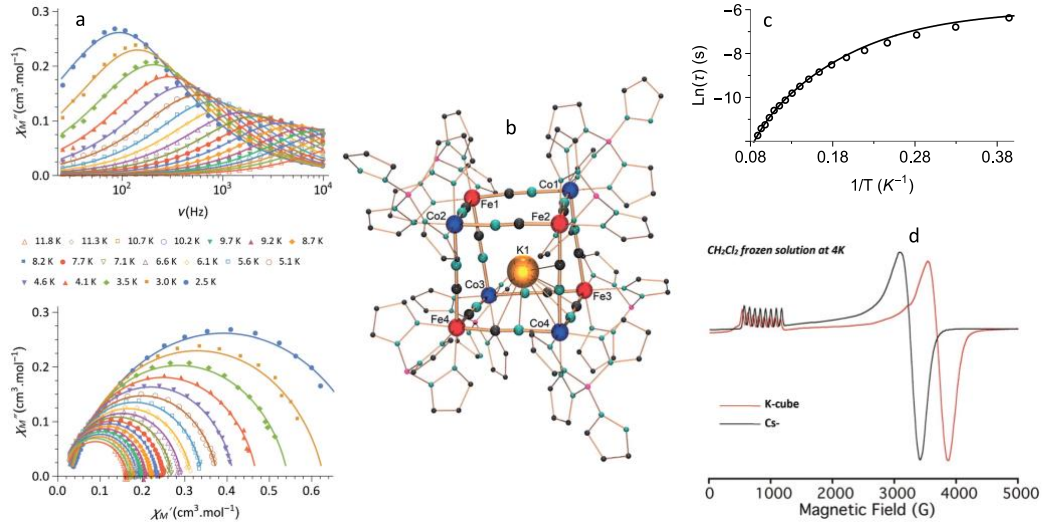 a
χM″(cm³.mol⁻¹)
0.3
0.2
0.1
0.0
10² 10³ 10⁴
ν(Hz)
11.8 K 11.3 K 10.7 K 10.2 K 9.7 K 9.2 K 8.7 K
8.2 K 7.7 K 7.1 K 6.6 K 6.1 K 5.6 K 5.1 K
4.6 K 4.1 K 3.5 K 3.0 K 2.5 K
χM″(cm³.mol⁻¹)
0.3
0.2
0.1
0.0
0.0 0.1 0.2 0.3 0.4 0.5 0.6
χM′(cm³.mol⁻¹)
b
Co1
Fe1
Co2
Fe2
K1
Co3
Fe3
Fe4
Co4
c
Ln(τ) (s)
−6
−8
−10
0.08 0.18 0.28 0.38
1/T (K⁻¹)
d
CH₂Cl₂ frozen solution at 4K
K-cube
Cs-
0 1000 2000 3000 4000 5000
Magnetic Field (G)